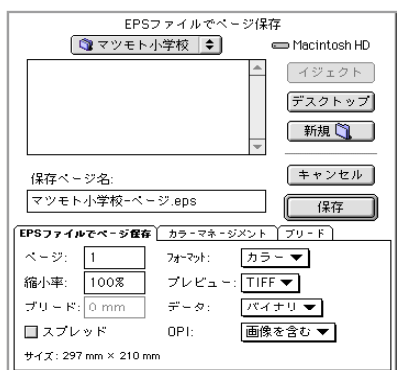 EPSファイルでページ保存
マツモト小学校
Macintosh HD
イジェクト
デスクトップ
新規
保存ページ名:
キャンセル
マツモト小学校-ページ.eps
保存
EPSファイルでページ保存 カラーマネージメント ブリード
ページ: 1 フォーマット: カラー
縮小率: 100% プレビュー: TIFF
ブリード: 0 mm データ: バイナリ
スプレッド OPI: 画像を含む
サイズ: 297 mm × 210 mm